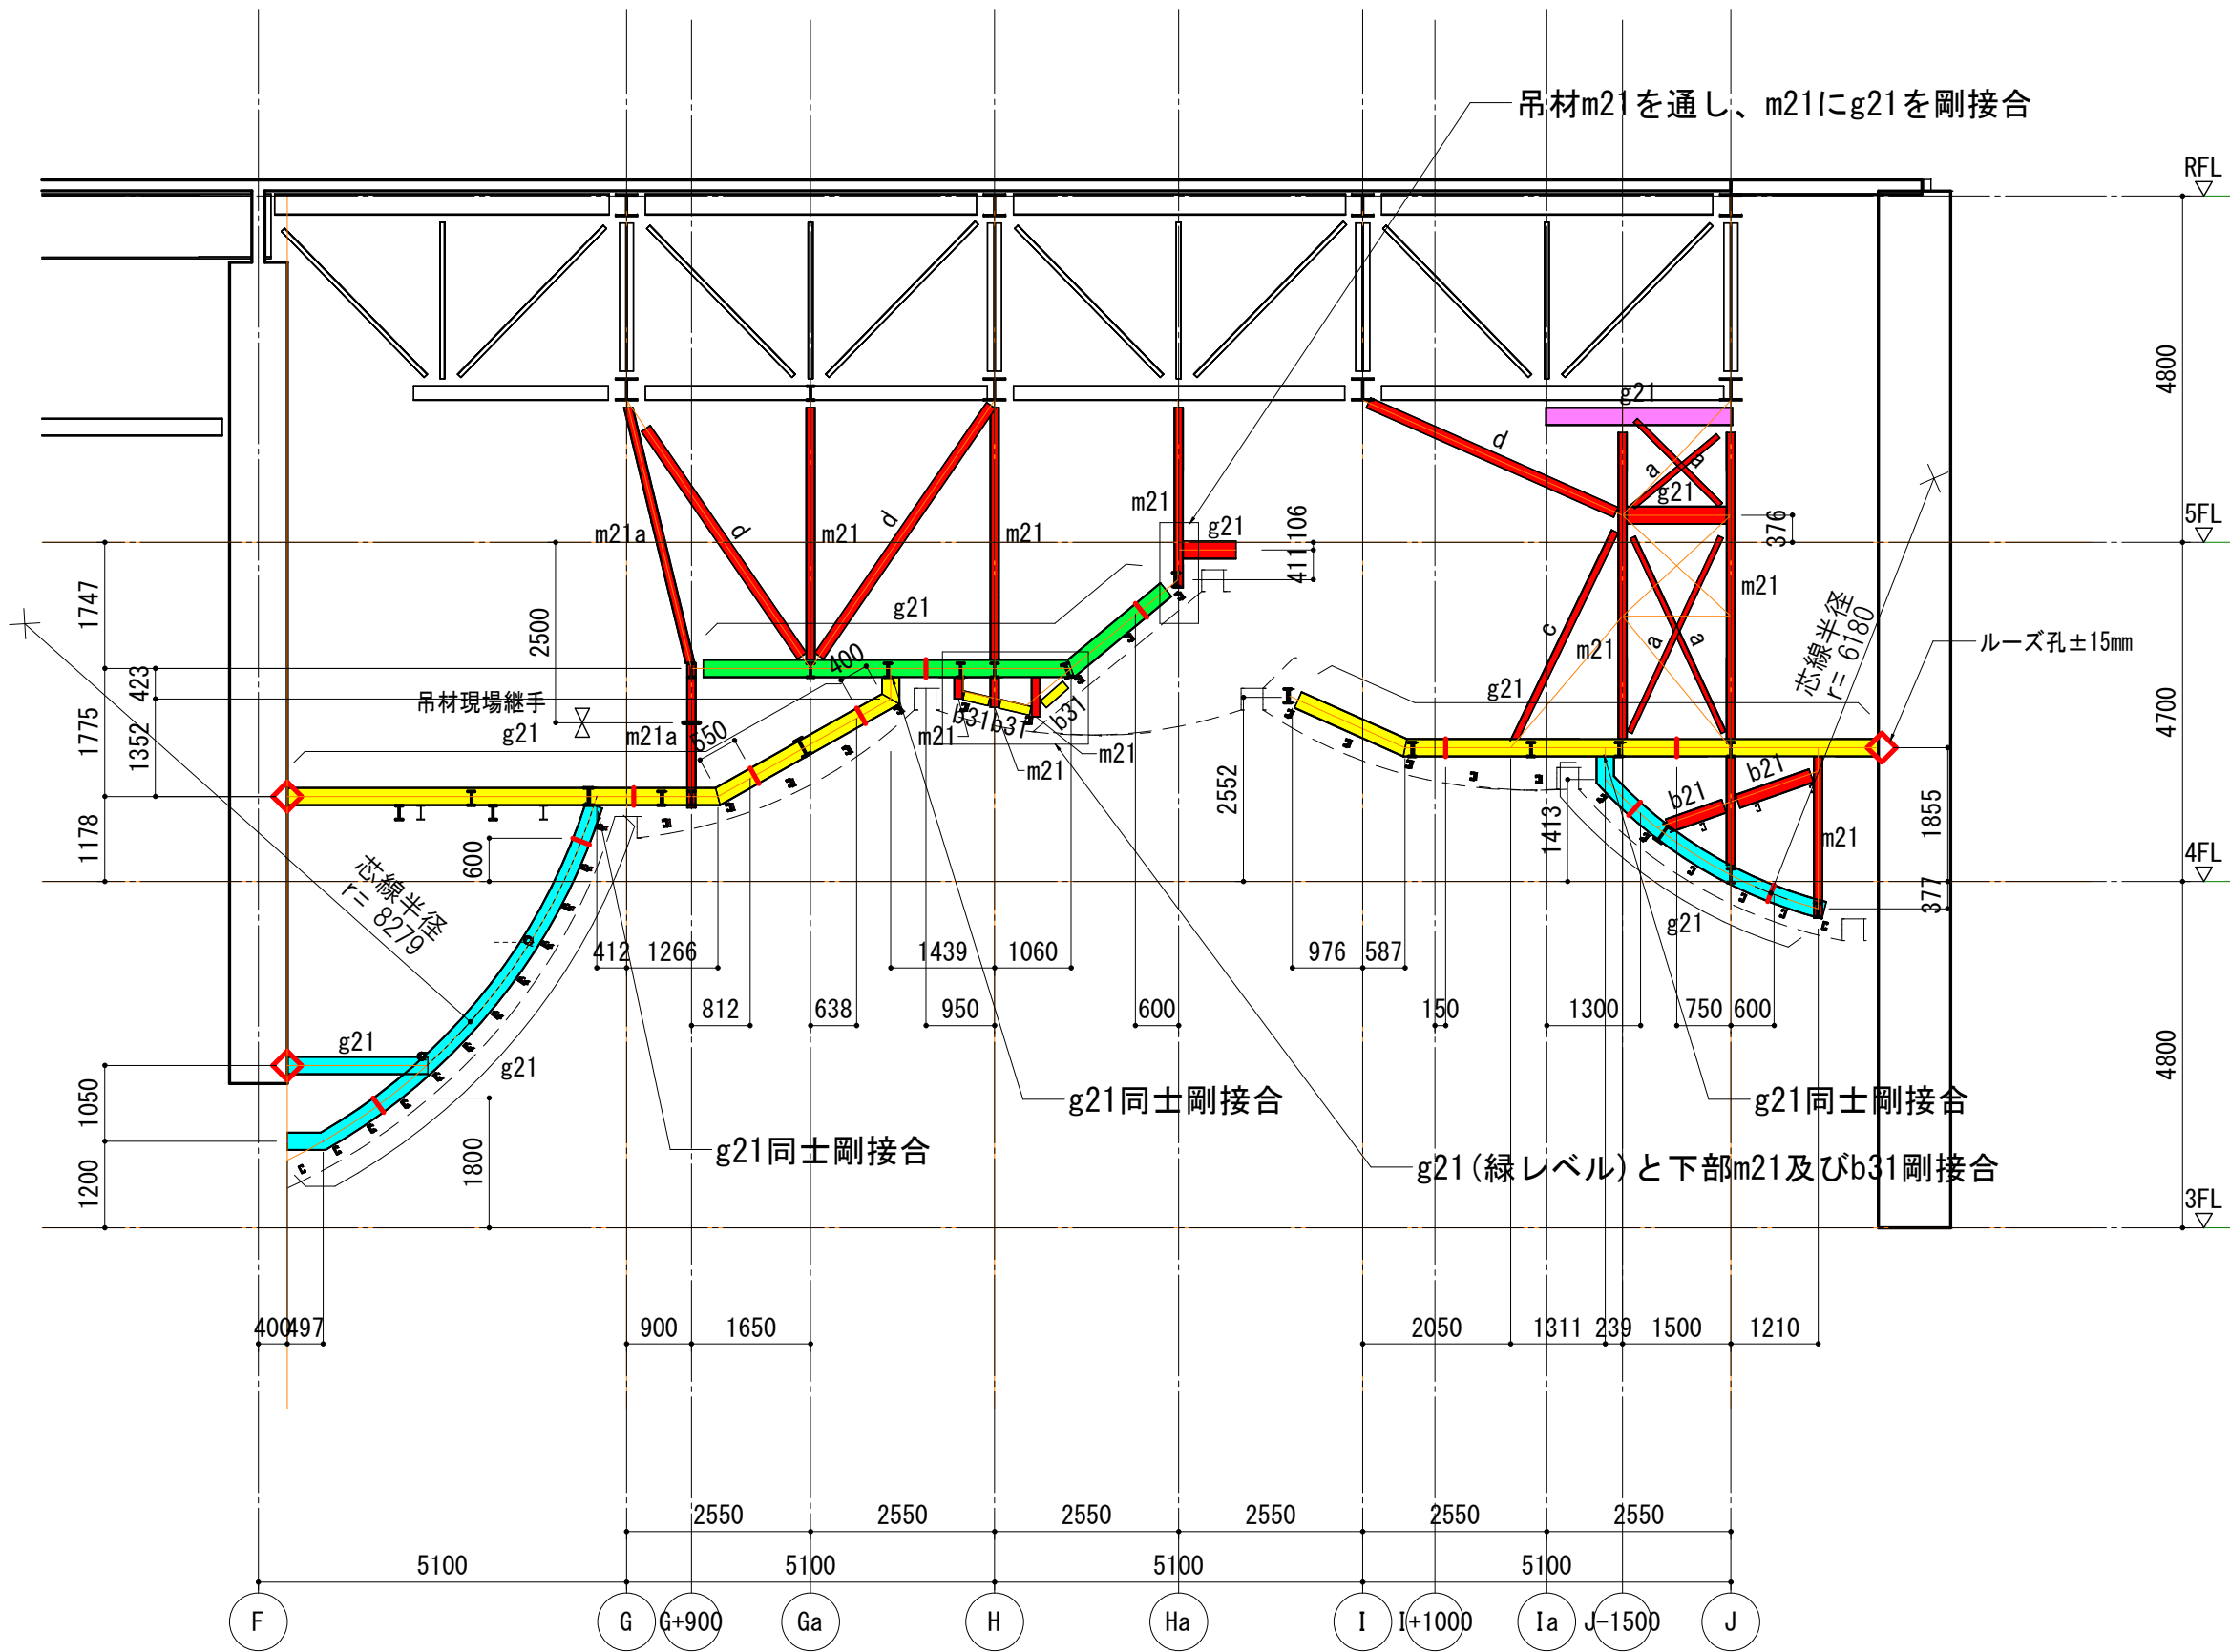 吊材m21を通し、m21にg21を剛接合
RFL
4800
g21
d
a
a
g21
m21
g21
106
411
376
5FL
m21a
d
m21
d
m21
1747
2500
g21
m21
芯線半径
r= 6180
ルーズ孔±15mm
c
m21
a
a
423
400
吊材現場継手
g21
m21a
550
b31
b31
b31
m21
m21
m21
g21
4700
1775
1352
2552
b21
b21
1413
m21
1855
1178
600
4FL
芯線半径
r= 8279
377
g21
412
1266
1439
1060
976
587
812
638
950
600
150
1300
750
600
g21
g21
4800
1050
g21同士剛接合
g21同士剛接合
g21同士剛接合
1800
g21(緑レベル)と下部m21及びb31剛接合
1200
3FL
400
497
900
1650
2050
1311
239
1500
1210
2550
2550
2550
2550
2550
2550
5100
5100
5100
5100
F
G
G+900
Ga
H
Ha
I
I+1000
Ia
J-1500
J